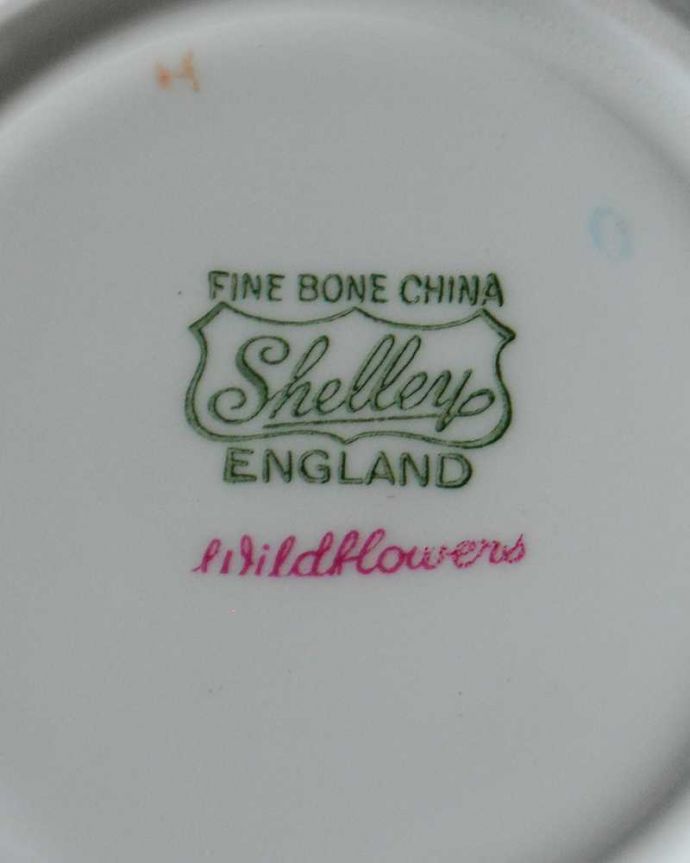 H
FINE BONE CHINA
Shelley
ENGLAND
Wildflowers